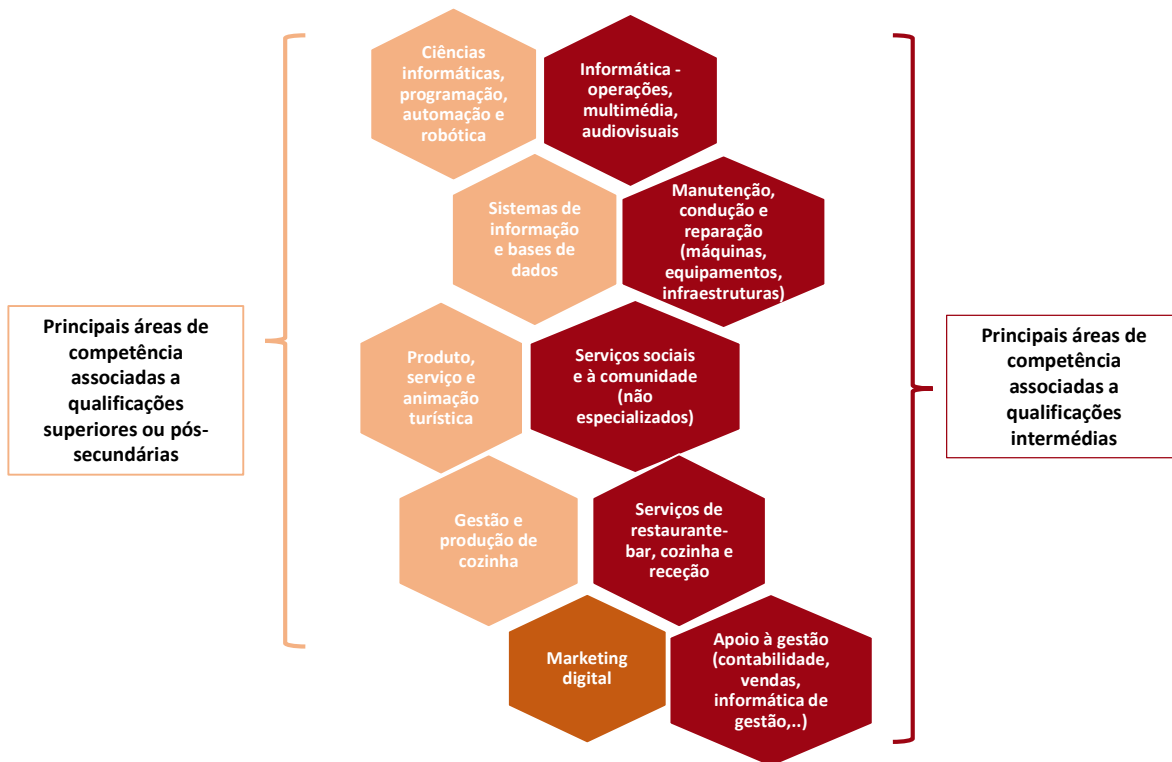 Principais áreas de
competência
associadas a
qualificações
superiores ou pós-
secundárias
Ciências
informáticas,
programação,
automação e
robótica
Informática -
operações,
multimédia,
audiovisuais
Sistemas de
informação
e bases de
dados
Manutenção,
condução e
reparação
(máquinas,
equipamentos,
infraestruturas)
Produto,
serviço e
animação
turística
Serviços sociais
e à comunidade
(não
especializados)
Gestão e
produção de
cozinha
Serviços de
restaurante-
bar, cozinha e
receção
Marketing
digital
Apoio à gestão
(contabilidade,
vendas,
informática de
gestão,..)
Principais áreas de
competência
associadas a
qualificações
intermédias